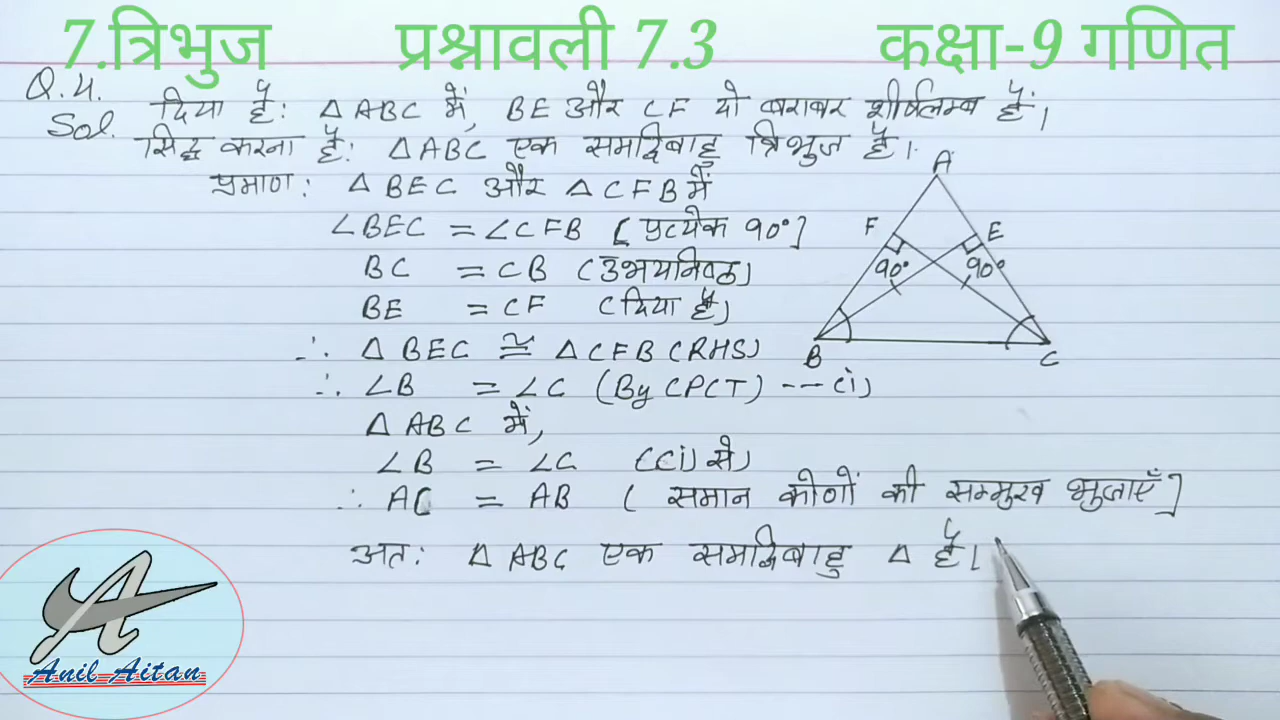 7.त्रिभुज प्रश्नावली 7.3 कक्षा-9 गणित
Q.4.
Sol. दिया है: △ABC में, BE और CF दो बराबर शीर्षलम्ब हैं।
सिद्ध करना है: △ABC एक समद्विबाहु त्रिभुज है।
प्रमाण: △BEC और △CFB में
∠BEC = ∠CFB [प्रत्येक 90°]
BC = CB (उभयनिष्ठ)
BE = CF (दिया है)
∴ △BEC ≅ △CFB (RHS)
∴ ∠B = ∠C (By CPCT) ---(i)
△ABC में,
∠B = ∠C ((i) से)
∴ AC = AB (समान कोणों की सम्मुख भुजाएँ]
अत: △ABC एक समद्विबाहु △ है।
A
F E
90° 90°
B C
A
Anil Aitan